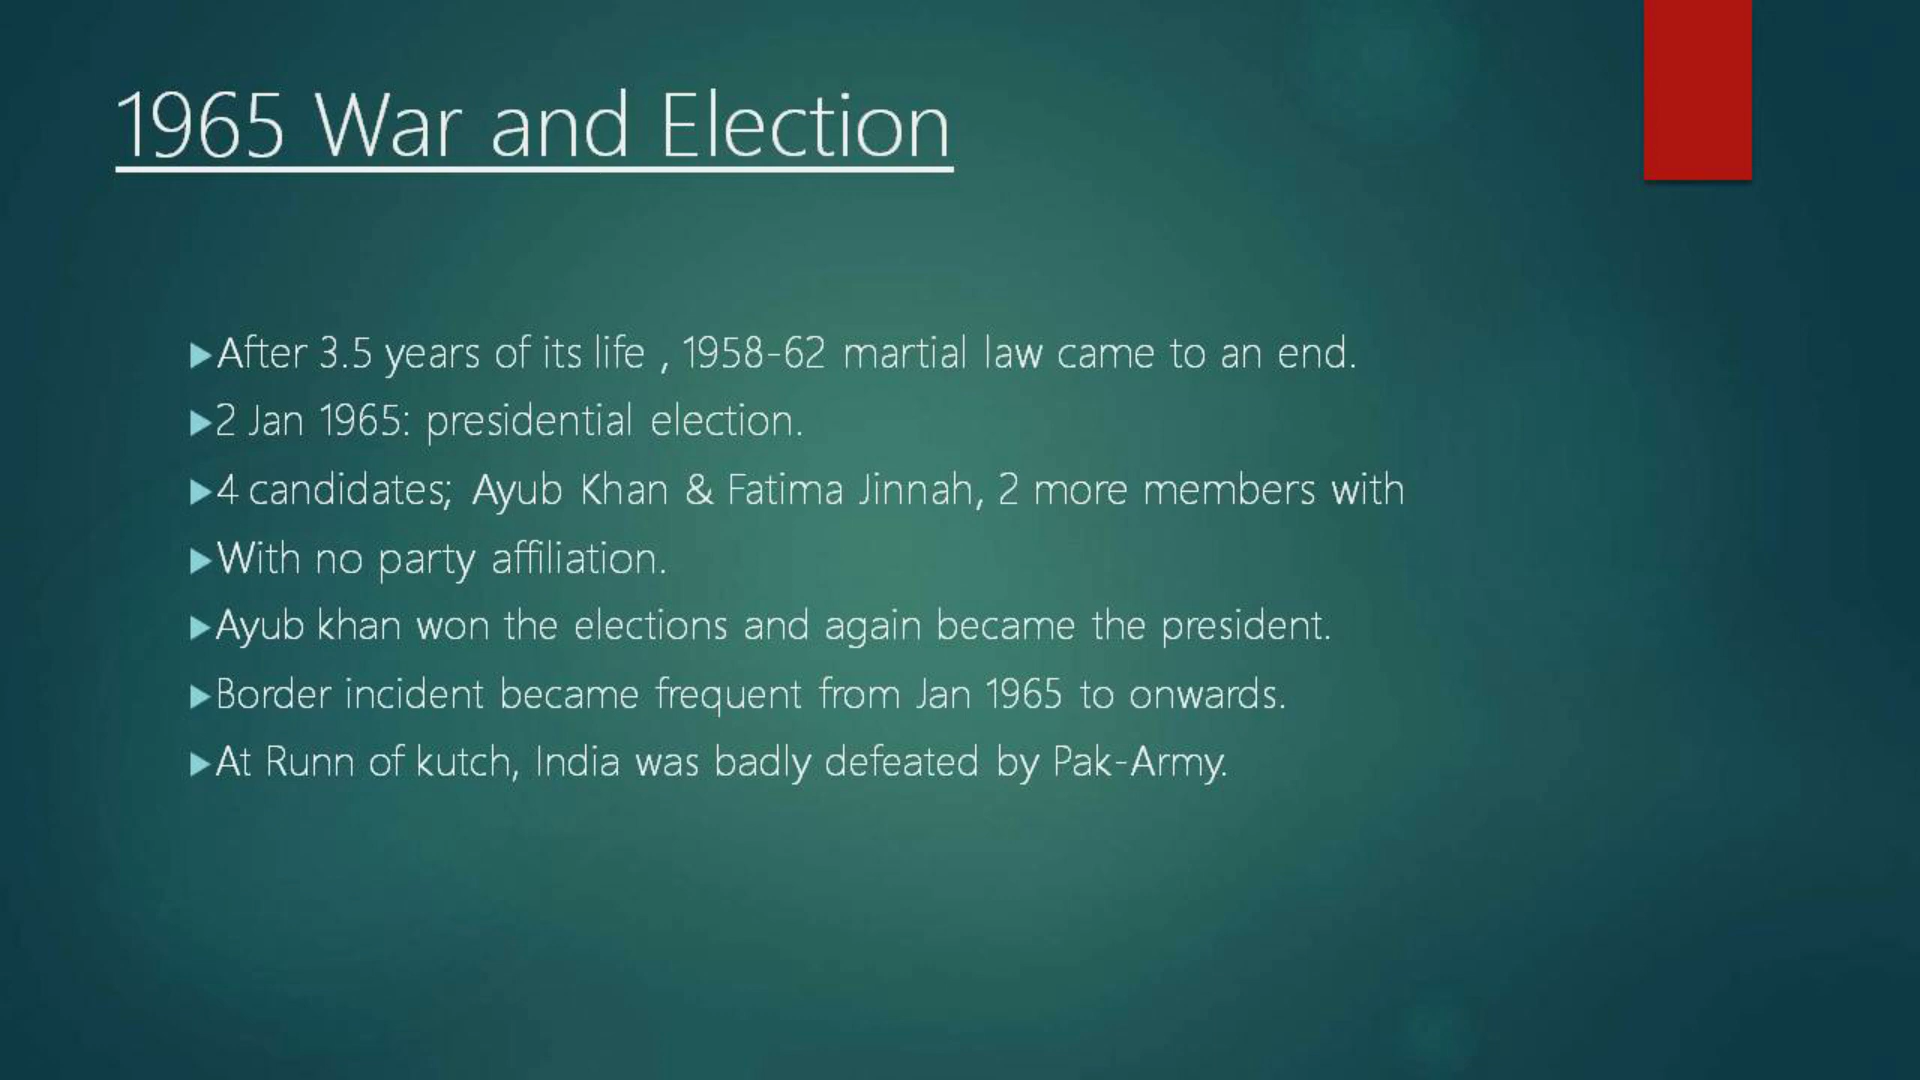 1965 War and Election
After 3.5 years of its life , 1958-62 martial law came to an end.
2 Jan 1965: presidential election.
4 candidates; Ayub Khan & Fatima Jinnah, 2 more members with
With no party affiliation.
Ayub khan won the elections and again became the president.
Border incident became frequent from Jan 1965 to onwards.
At Runn of kutch, India was badly defeated by Pak-Army.